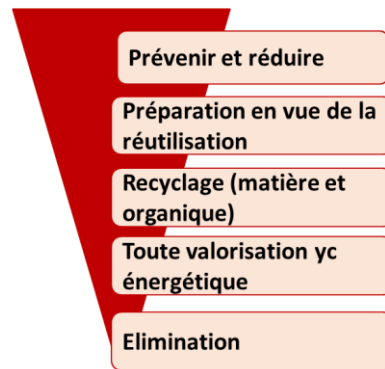 Prévenir et réduire
Préparation en vue de la
réutilisation
Recyclage (matière et
organique)
Toute valorisation yc
énergétique
Elimination